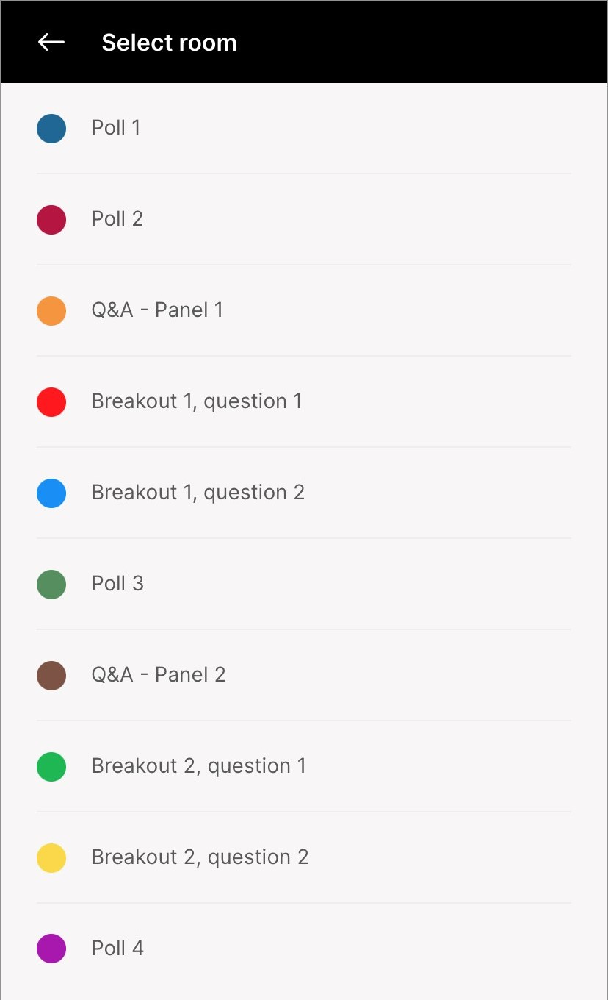 Select room
Poll 1
Poll 2
Q&A - Panel 1
Breakout 1, question 1
Breakout 1, question 2
Poll 3
Q&A - Panel 2
Breakout 2, question 1
Breakout 2, question 2
Poll 4